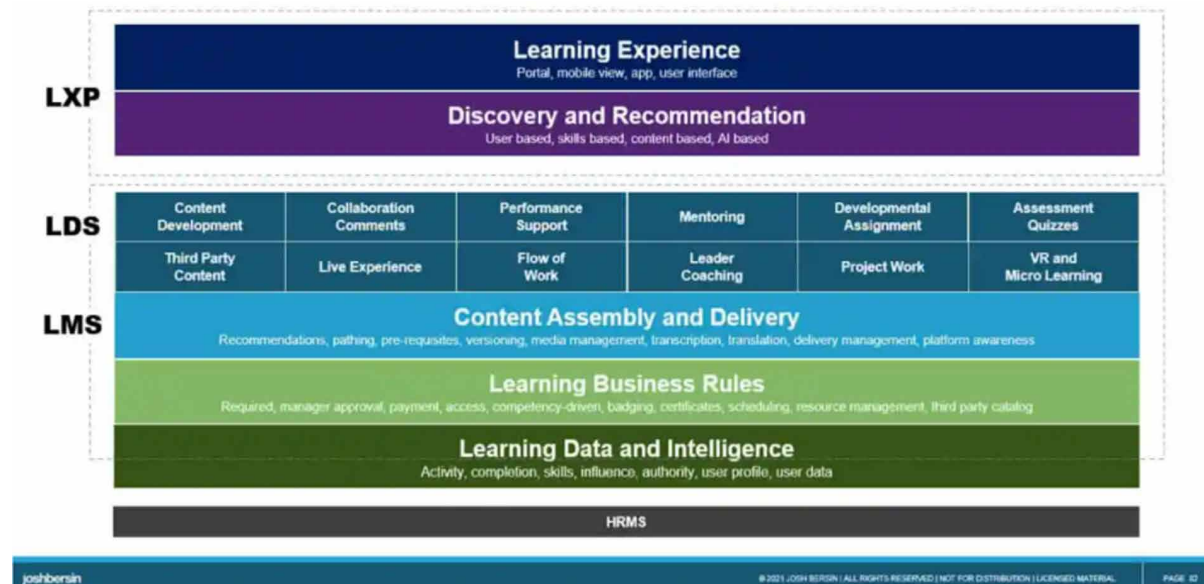 LXP
Learning Experience
Portal, mobile view, app, user interface
Discovery and Recommendation
User based, skills based, content based, AI based
LDS
Content Development
Collaboration Comments
Performance Support
Mentoring
Developmental Assignment
Assessment Quizzes
Third Party Content
Live Experience
Flow of Work
Leader Coaching
Project Work
VR and Micro Learning
LMS
Content Assembly and Delivery
Recommendations, pathing, pre-requisites, versioning, media management, transcription, translation, delivery management, platform awareness
Learning Business Rules
Required, manager approval, payment, access, competency-driven, badging, certificates, scheduling, resource management, third party catalog
Learning Data and Intelligence
Activity, completion, skills, influence, authority, user profile, user data
HRMS
joshbersin
© 2021 JOSH BERSIN | ALL RIGHTS RESERVED | NOT FOR DISTRIBUTION | LICENSED MATERIAL
PAGE